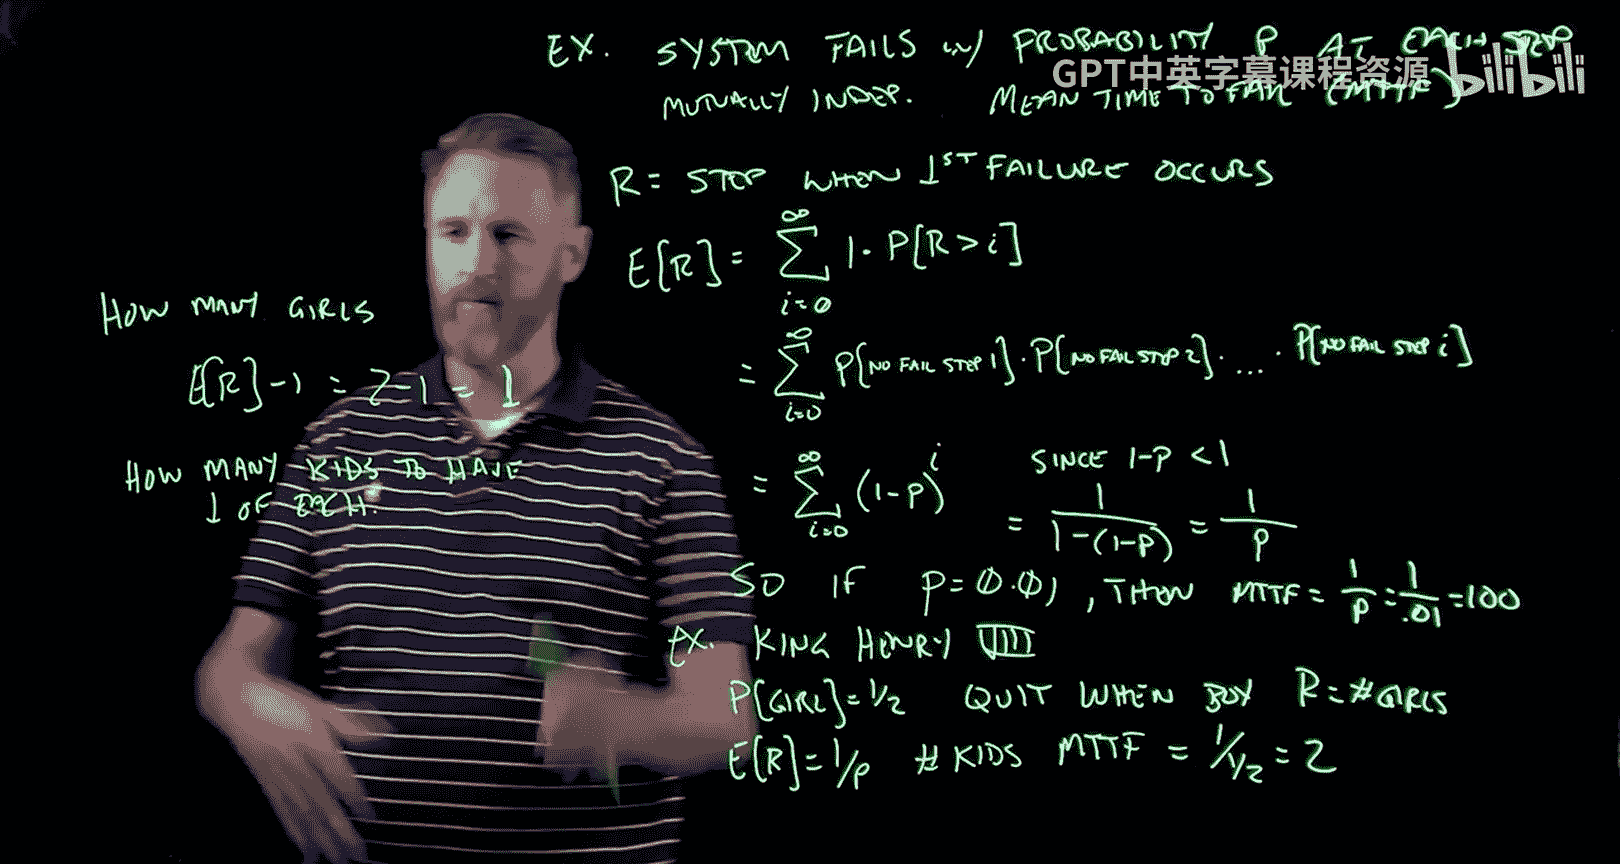 EX. SYSTEM FAILS W/ PROBABILITY P AT EACH STEP
GPT中英字幕课程资源 bilibili
MUTUALLY INDEP. MEAN TIME TO FAIL (MTTF)
R = STEP WHEN 1ST FAILURE OCCURS
E[R] = ∞ ∑ i=0 1 · P[R > i]
= ∞ ∑ i=0 P[NO FAIL STEP 1] · P[NO FAIL STEP 2] · ... · P[NO FAIL STEP i]
= ∞ ∑ i=0 (1-P)^i SINCE 1-P < 1
= 1/(1-(1-P)) = 1/P
SO IF P = 0.01, THEN MTTF = 1/P = 1/.01 = 100
EX. KING HENRY VIII
P[GIRL] = 1/2 QUIT WHEN BOY R = #GIRLS
E[R] = 1/P # KIDS MTTF = 1/1/2 = 2
HOW MANY GIRLS
E[R]-1 = 2-1 = 1
HOW MANY KIDS TO HAVE
1 OF EACH.